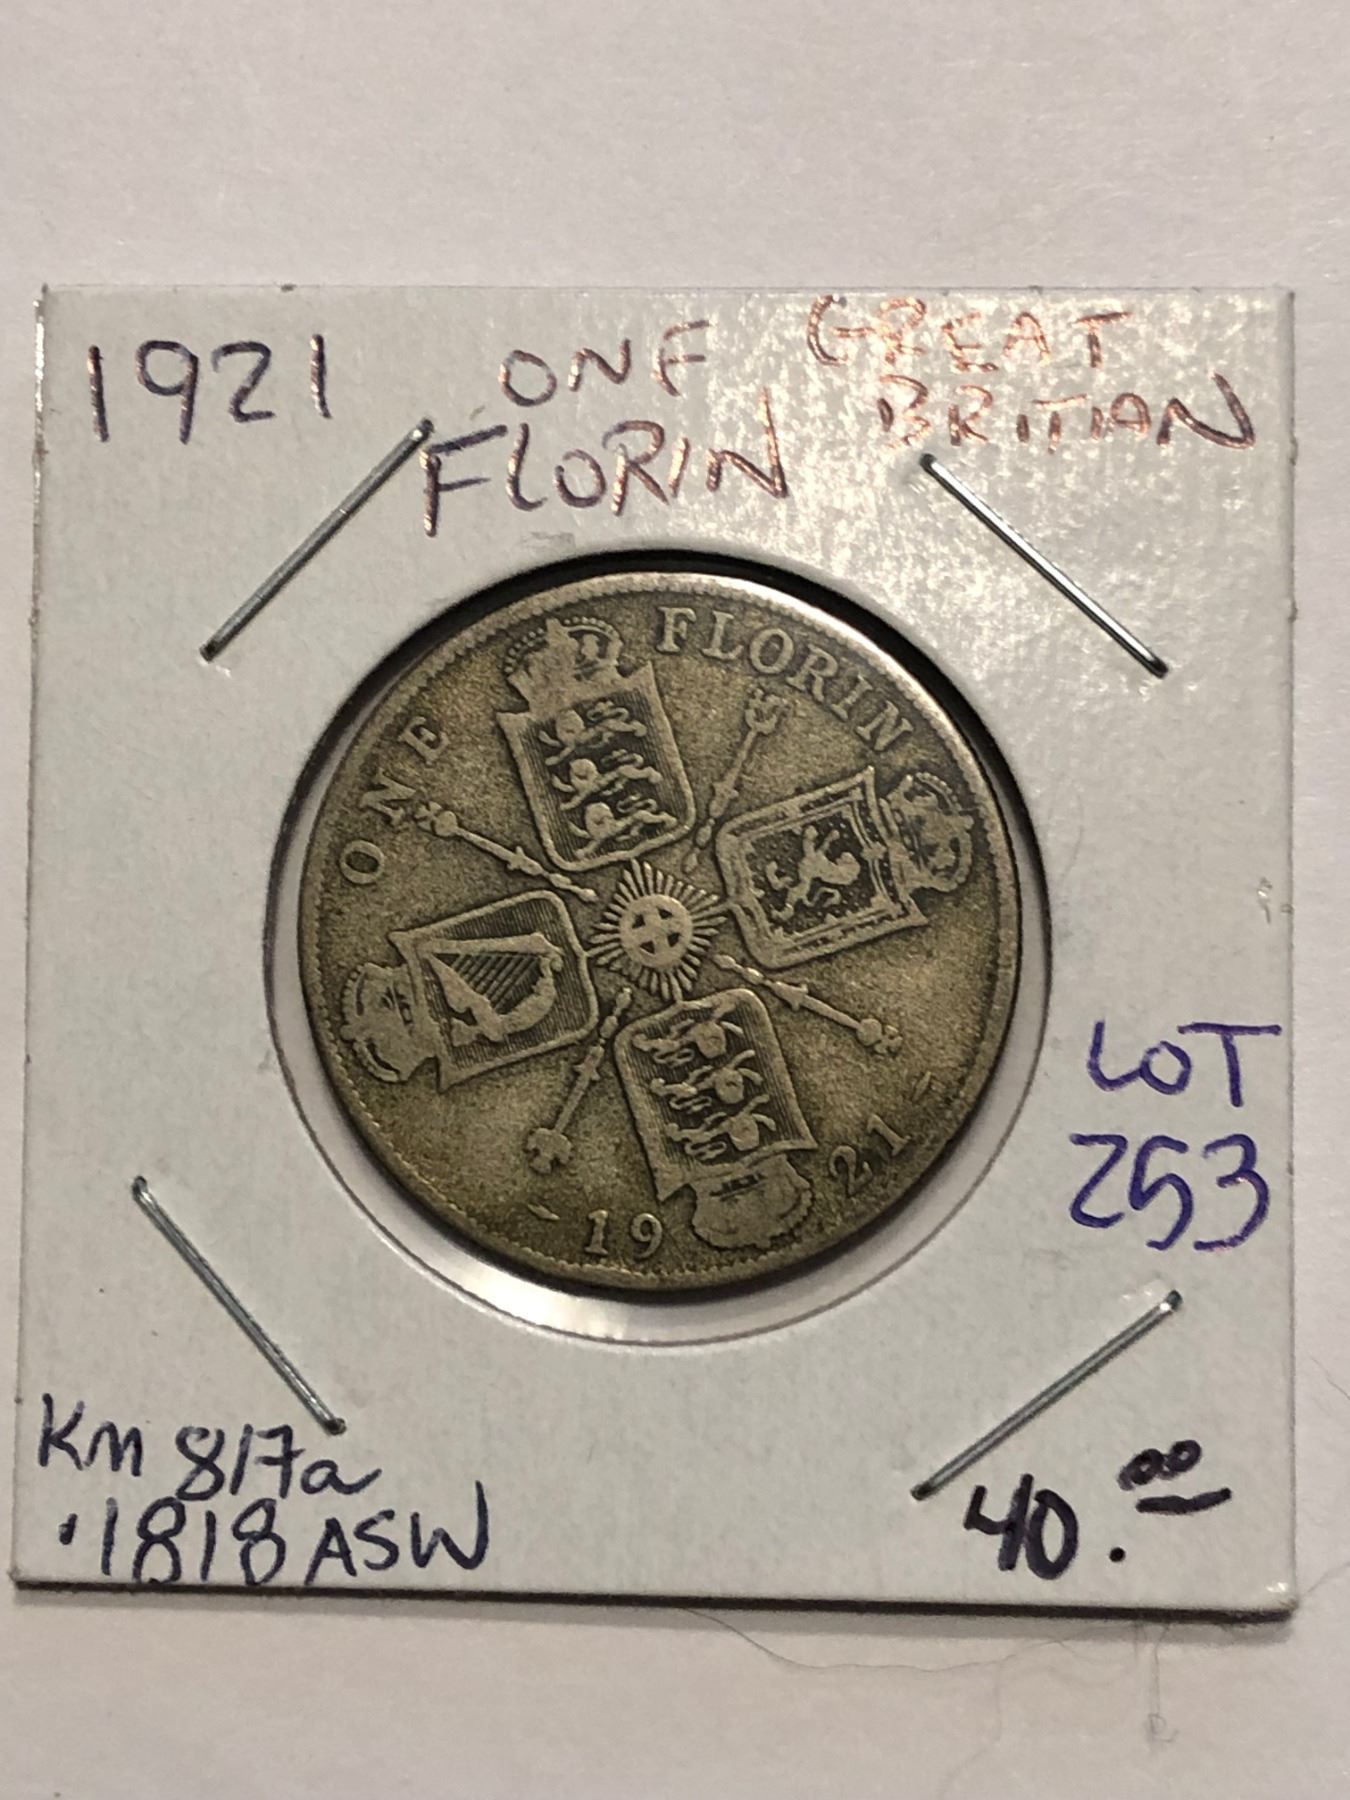 1921
ONE
FLORIN
GREAT
BRITIAN
ONE FLORIN
19 21
LOT
253
KM 817a
.1818 ASW
40.00